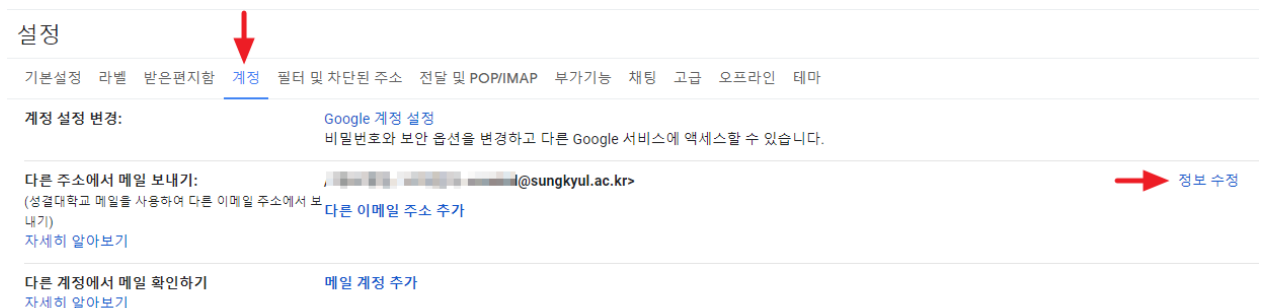 설정
기본설정 라벨 받은편지함 계정 필터 및 차단된 주소 전달 및 POP/IMAP 부가기능 채팅 고급 오프라인 테마
계정 설정 변경:
Google 계정 설정
비밀번호와 보안 옵션을 변경하고 다른 Google 서비스에 액세스할 수 있습니다.
다른 주소에서 메일 보내기:
(성결대학교 메일을 사용하여 다른 이메일 주소에서 보
내기)
자세히 알아보기
@sungkyul.ac.kr>
정보 수정
다른 이메일 주소 추가
다른 계정에서 메일 확인하기
자세히 알아보기
메일 계정 추가